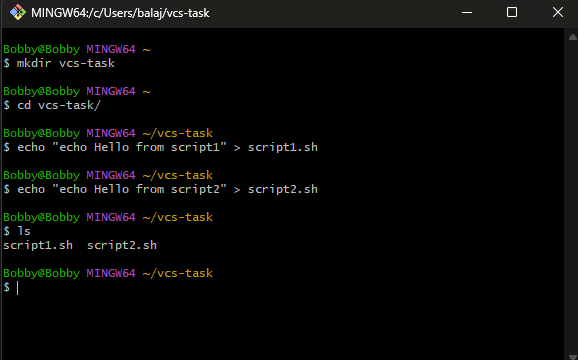 MINGW64:/c/Users/balaj/vcs-task
Bobby@Bobby MINGW64 ~
$ mkdir vcs-task
Bobby@Bobby MINGW64 ~
$ cd vcs-task/
Bobby@Bobby MINGW64 ~/vcs-task
$ echo "echo Hello from script1" > script1.sh
Bobby@Bobby MINGW64 ~/vcs-task
$ echo "echo Hello from script2" > script2.sh
Bobby@Bobby MINGW64 ~/vcs-task
$ ls
script1.sh  script2.sh
Bobby@Bobby MINGW64 ~/vcs-task
$